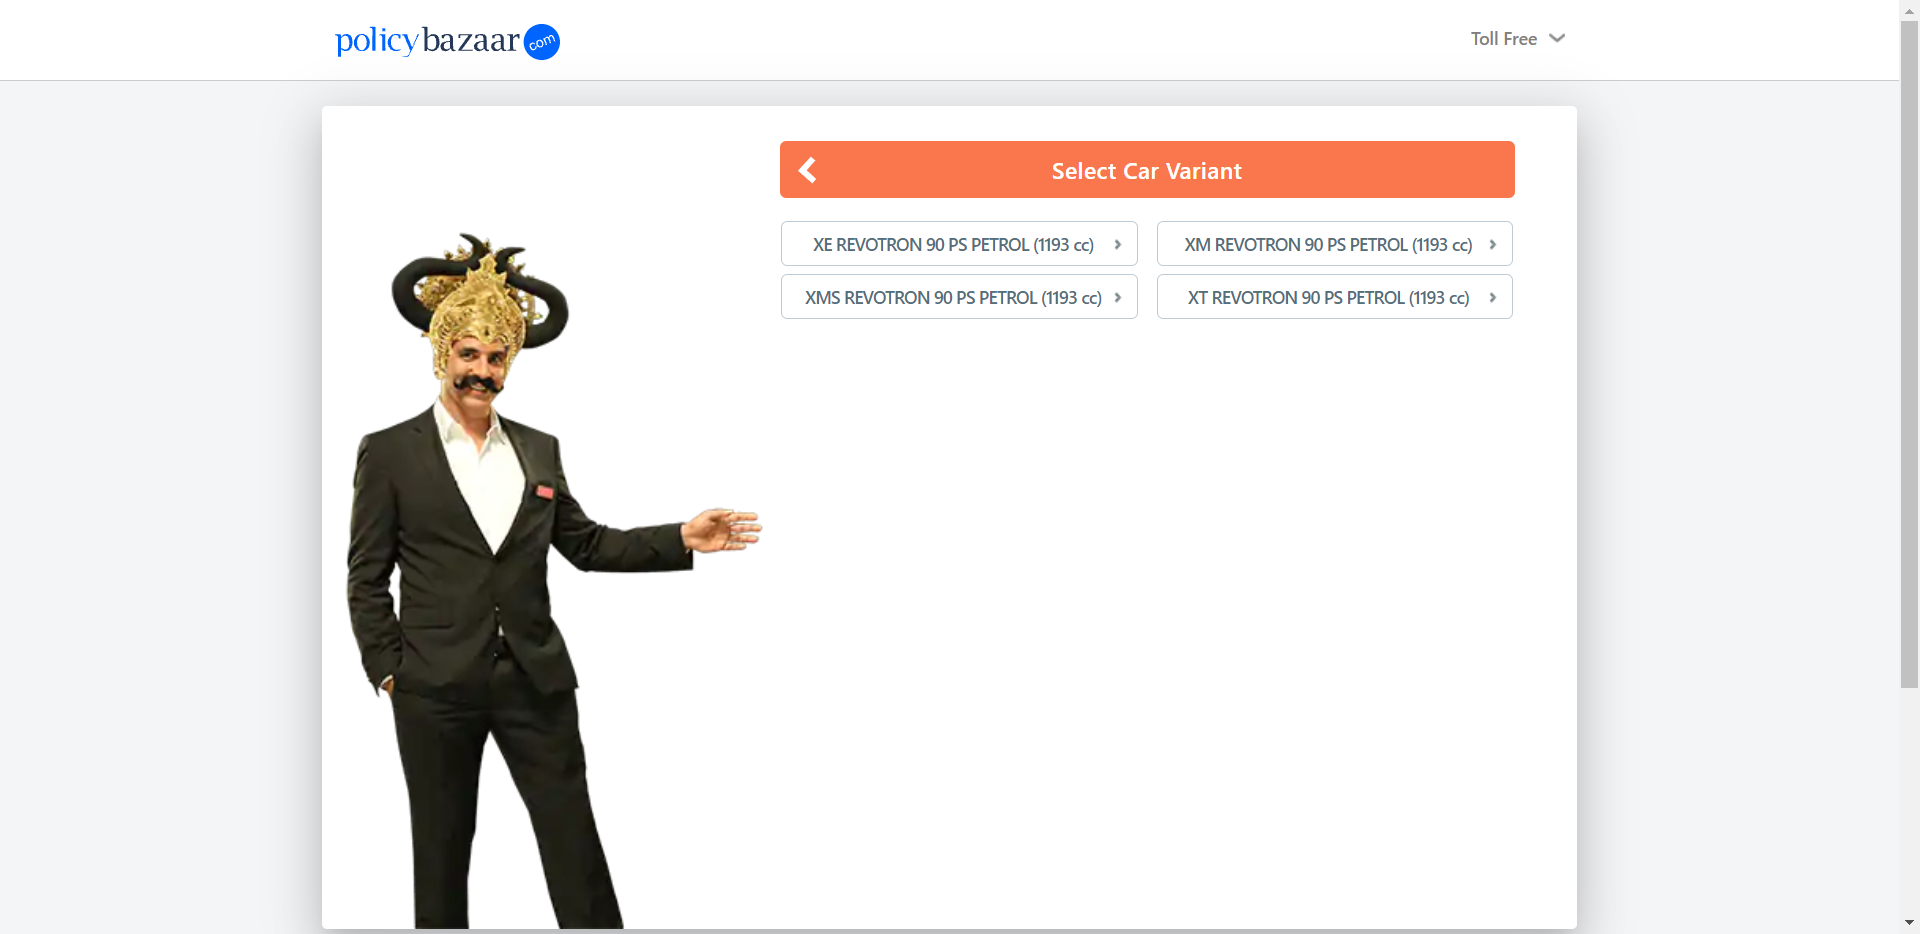 policybazaar com
Toll Free
Select Car Variant
XE REVOTRON 90 PS PETROL (1193 cc)
XM REVOTRON 90 PS PETROL (1193 cc)
XMS REVOTRON 90 PS PETROL (1193 cc)
XT REVOTRON 90 PS PETROL (1193 cc)